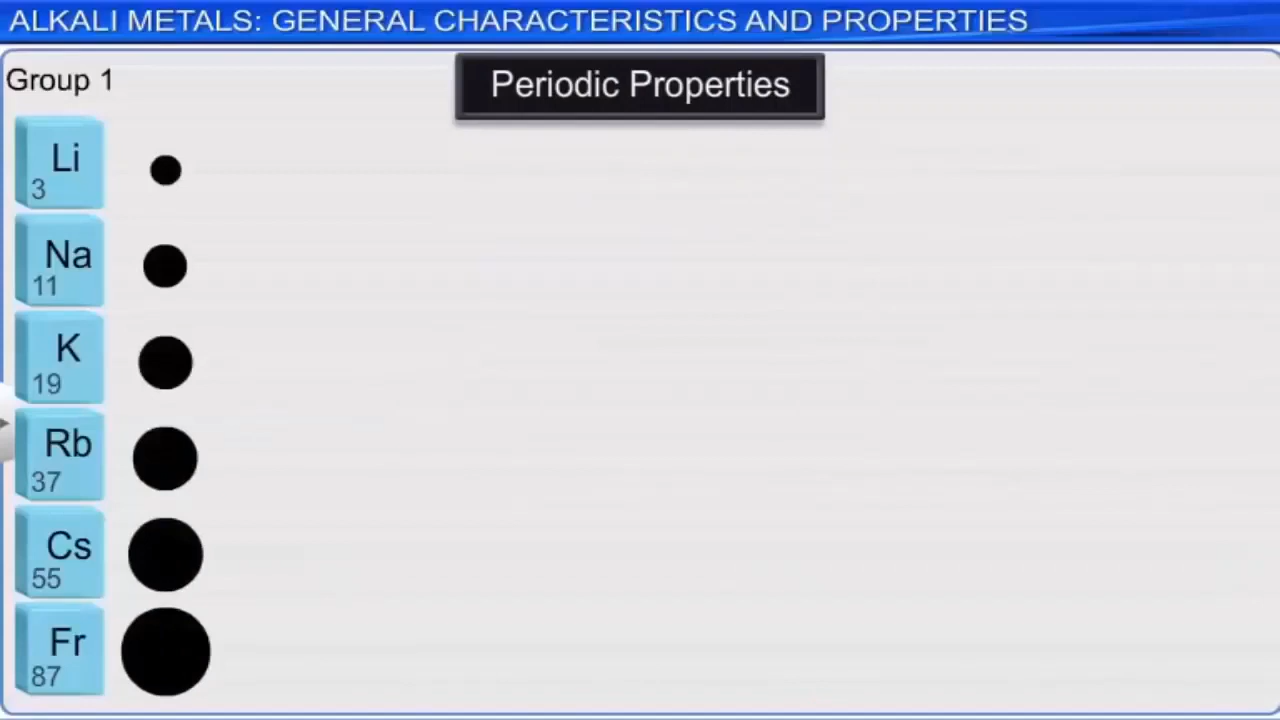 ALKALI METALS: GENERAL CHARACTERISTICS AND PROPERTIES
Periodic Properties
Group 1
Li
3
Na
11
K
19
Rb
37
Cs
55
Fr
87